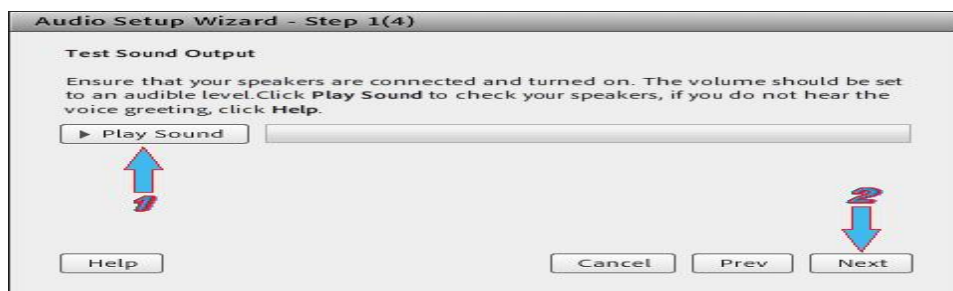 Audio Setup Wizard - Step 1(4)
Test Sound Output
Ensure that your speakers are connected and turned on. The volume should be set
to an audible level.Click Play Sound to check your speakers, if you do not hear the
voice greeting, click Help.
▶ Play Sound
1
2
Help Cancel Prev Next